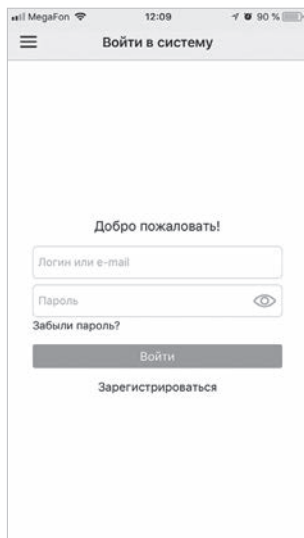 MegaFon 12:09 90 %
Войти в систему
Добро пожаловать!
Логин или e-mail
Пароль
Забыли пароль?
Войти
Зарегистрироваться